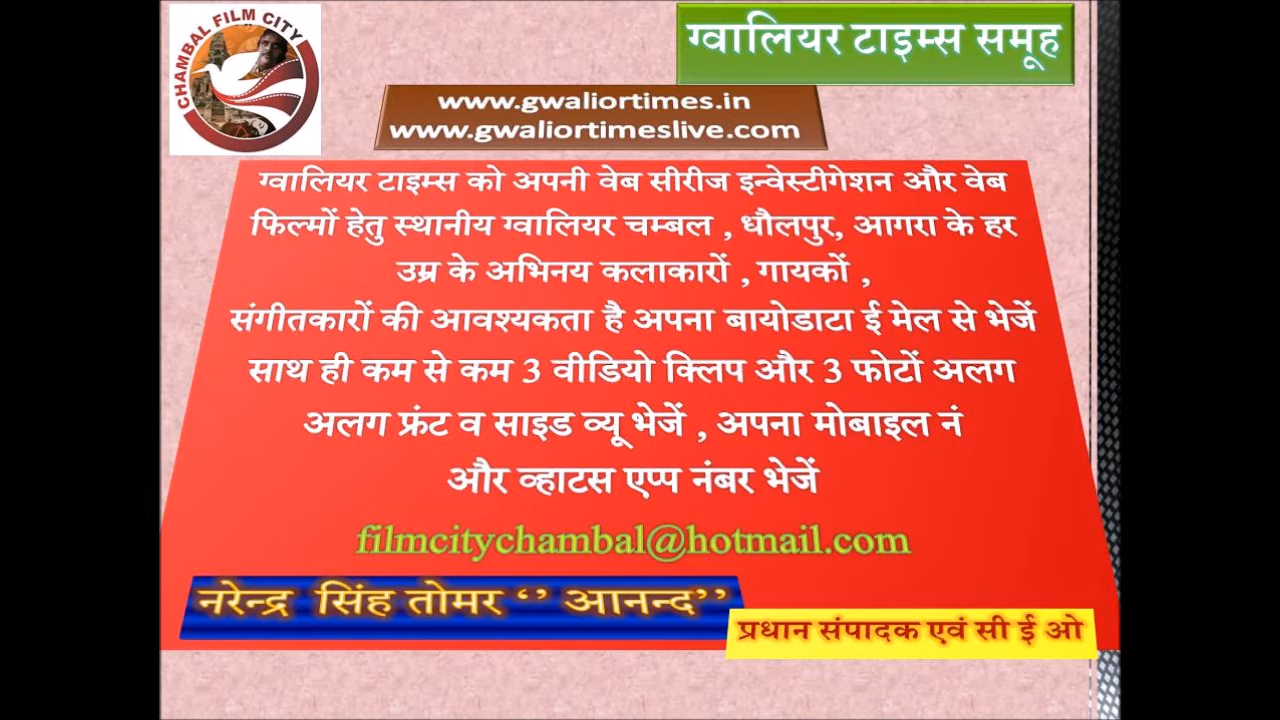 CHAMBAL FILM CITY
ग्वालियर टाइम्स समूह
www.gwaliortimes.in
www.gwaliortimeslive.com
ग्वालियर टाइम्स को अपनी वेब सीरीज इन्वेस्टीगेशन और वेब
फिल्मों हेतु स्थानीय ग्वालियर चम्बल , धौलपुर, आगरा के हर
उम्र के अभिनय कलाकारों , गायकों ,
संगीतकारों की आवश्यकता है अपना बायोडाटा ई मेल से भेजें
साथ ही कम से कम 3 वीडियो क्लिप और 3 फोटों अलग
अलग फ्रंट व साइड व्यू भेजें , अपना मोबाइल नं
और व्हाटस एप्प नंबर भेजें
filmcitychambal@hotmail.com
नरेन्द्र सिंह तोमर ‘’ आनन्द’’
प्रधान संपादक एवं सी ई ओ